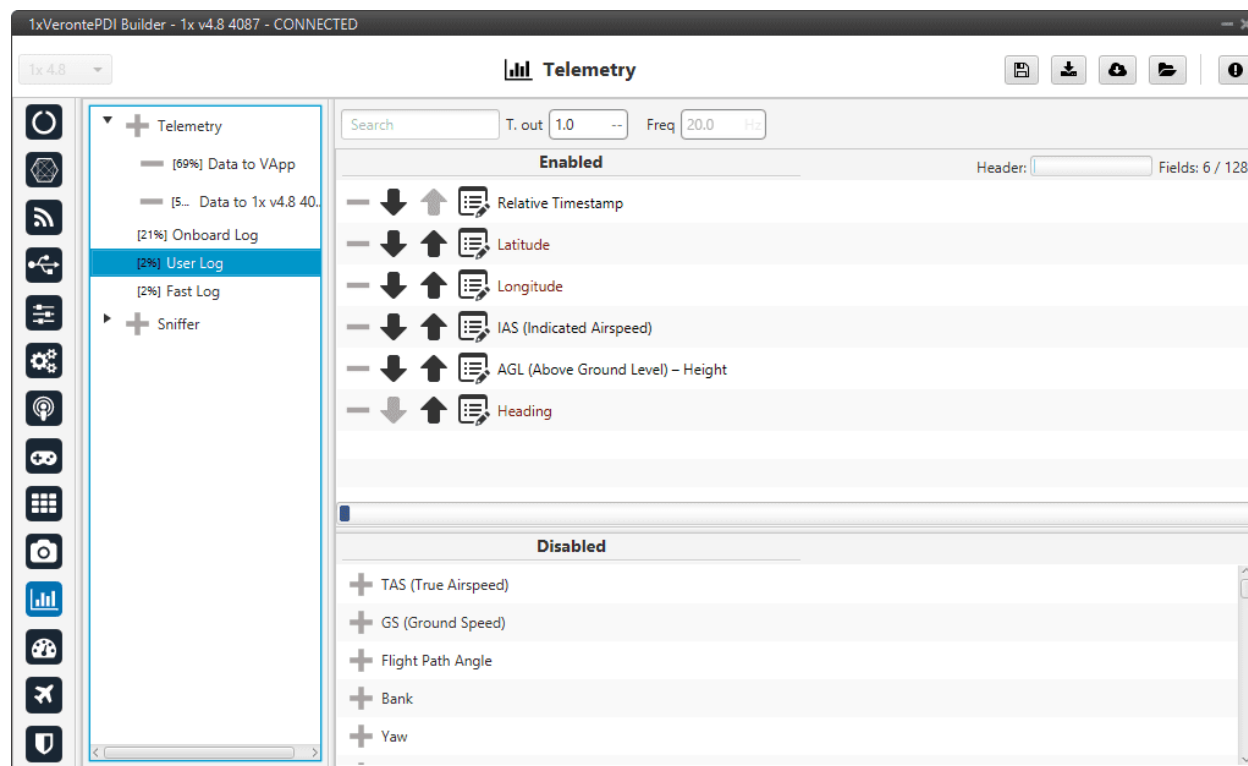 1xVerontePDI Builder - 1x v4.8 4087 - CONNECTED
1x 4.8
Telemetry
Telemetry
[69%] Data to VApp
[5... Data to 1x v4.8 40..
[21%] Onboard Log
[2%] User Log
[2%] Fast Log
Sniffer
Search T. out 1.0 -- Freq 20.0 Hz
Enabled
Header: Fields: 6 / 128
Relative Timestamp
Latitude
Longitude
IAS (Indicated Airspeed)
AGL (Above Ground Level) – Height
Heading
Disabled
TAS (True Airspeed)
GS (Ground Speed)
Flight Path Angle
Bank
Yaw